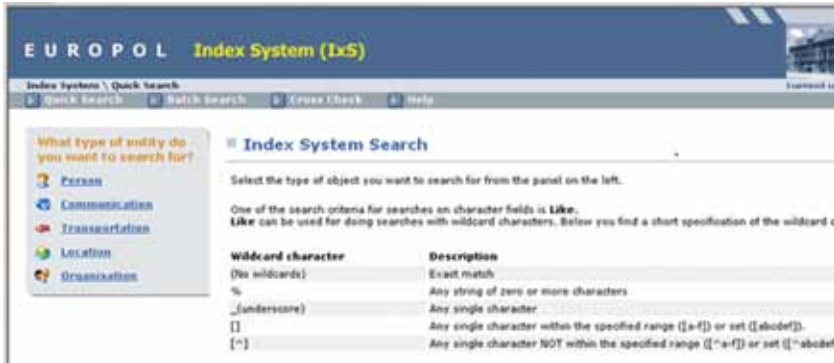 EUROPOL Index System (IxS)
Index System \ Quick Search
Quick Search Batch Search Cross Check Help
What type of entity do
you want to search for?
Person
Communication
Transportation
Location
Organisation
Index System Search
Select the type of object you want to search for from the panel on the left.
One of the search criteria for searches on character fields is Like.
Like can be used for doing searches with wildcard characters. Below you find a short specification of the wildcard
Wildcard character Description
(No wildcards) Exact match
% Any string of zero or more characters
_(underscore) Any single character
[] Any single character within the specified range ([a-f]) or set ([abcdef]).
[^] Any single character NOT within the specified range ([^a-f]) or set ([^abcdef